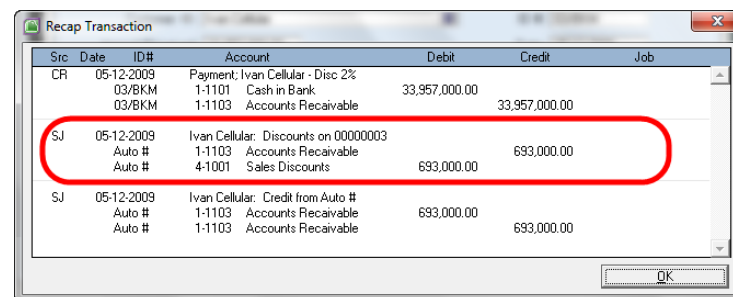 Recap Transaction
Src Date ID# Account Debit Credit Job
CR 05-12-2009 Payment; Ivan Cellular - Disc 2%
03/BKM 1-1101 Cash in Bank 33,957,000.00
03/BKM 1-1103 Accounts Recaivable 33,957,000.00
SJ 05-12-2009 Ivan Cellular: Discounts on 00000003
Auto # 1-1103 Accounts Recaivable 693,000.00
Auto # 4-1001 Sales Discounts 693,000.00
SJ 05-12-2009 Ivan Cellular: Credit from Auto #
Auto # 1-1103 Accounts Recaivable 693,000.00
Auto # 1-1103 Accounts Recaivable 693,000.00
OK